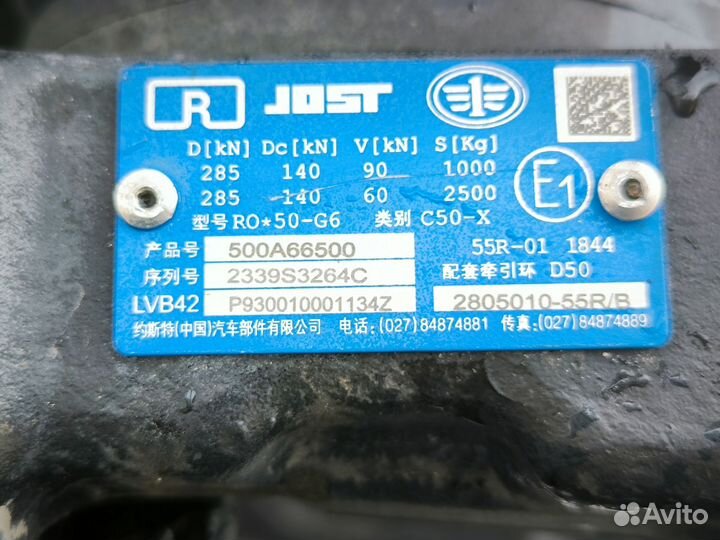 R JOST 1
D[kN] Dc[kN] V[kN] S[Kg]
285 140 90 1000
285 140 60 2500
E1
型号 RO*50-G6 类别 C50-X
产品号 500A66500 55R-01 1844
序列号 2339S3264C 配套牵引环 D50
LVB42 P930010001134Z 2805010-55R/B
约斯特(中国)汽车部件有限公司 电话:(027)84874881 传真:(027)84874889
Avito